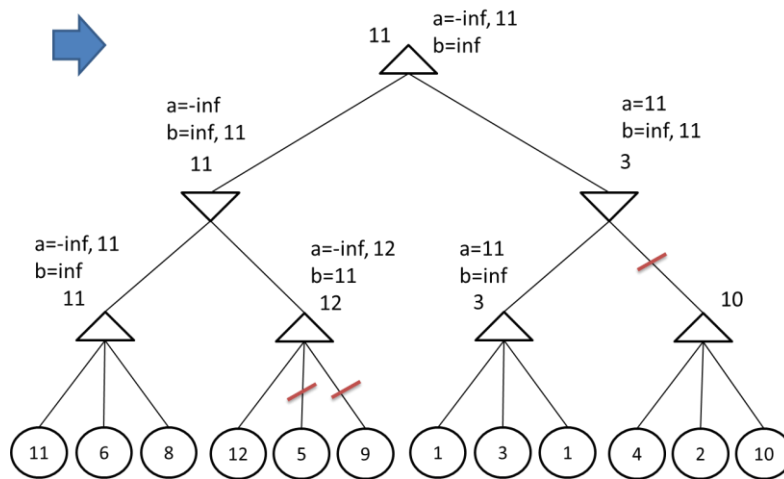 11
a=-inf, 11
b=inf
a=-inf
b=inf, 11
11
a=11
b=inf, 11
3
a=-inf, 11
b=inf
11
a=-inf, 12
b=11
12
a=11
b=inf
3
10
11 6 8 12 5 9 1 3 1 4 2 10